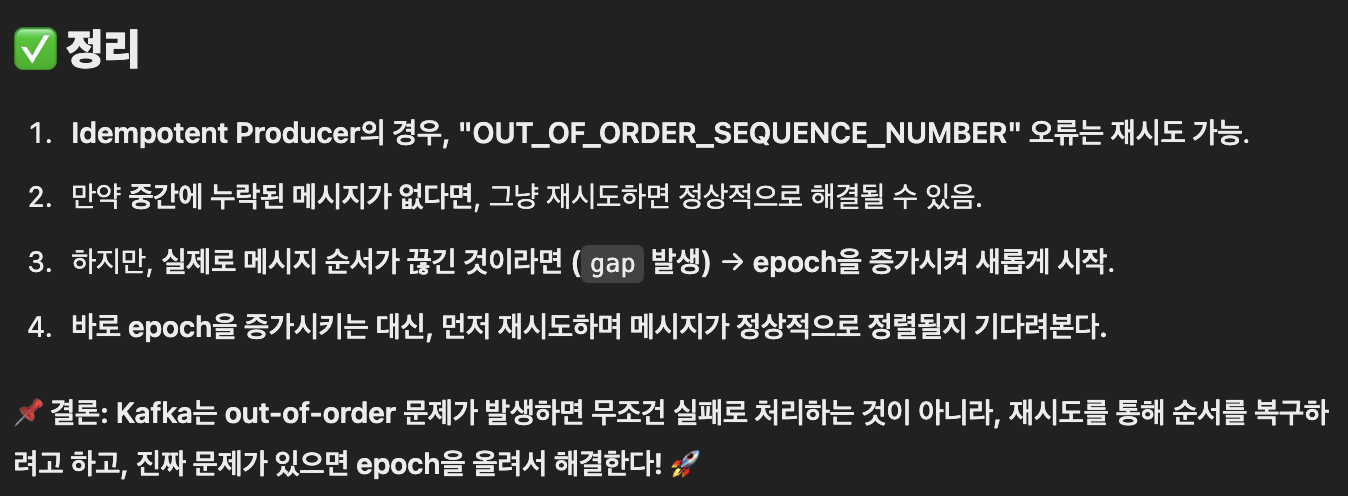 ✅ 정리
1. Idempotent Producer의 경우, "OUT_OF_ORDER_SEQUENCE_NUMBER" 오류는 재시도 가능.
2. 만약 중간에 누락된 메시지가 없다면, 그냥 재시도하면 정상적으로 해결될 수 있음.
3. 하지만, 실제로 메시지 순서가 끊긴 것이라면 (gap 발생) → epoch을 증가시켜 새롭게 시작.
4. 바로 epoch을 증가시키는 대신, 먼저 재시도하며 메시지가 정상적으로 정렬될지 기다려본다.
📌 결론: Kafka는 out-of-order 문제가 발생하면 무조건 실패로 처리하는 것이 아니라, 재시도를 통해 순서를 복구하
려고 하고, 진짜 문제가 있으면 epoch을 올려서 해결한다! 🚀